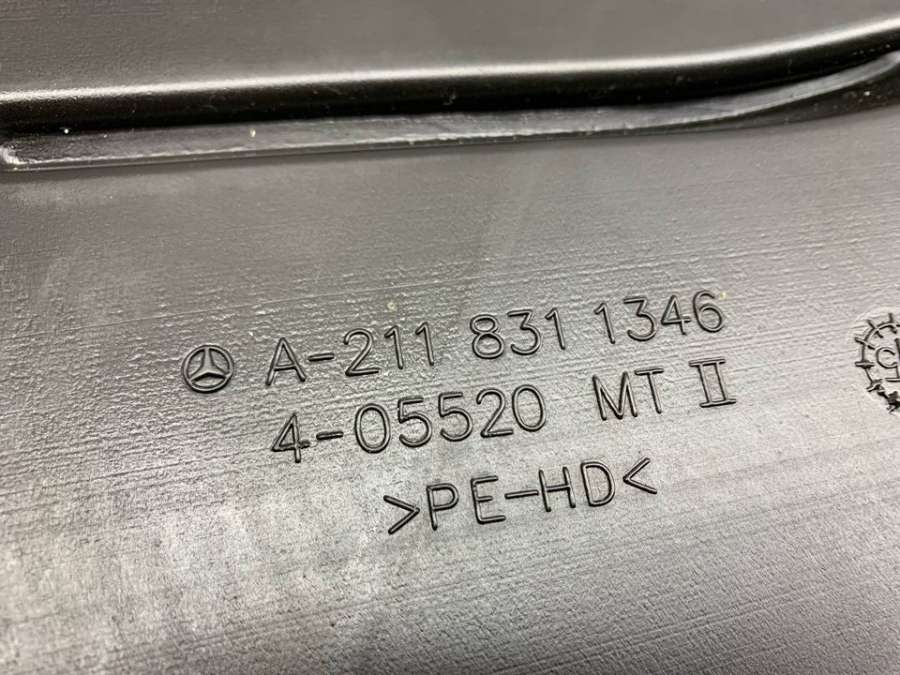 A-211 831 1346
4-05520 MT II
>PE-HD<